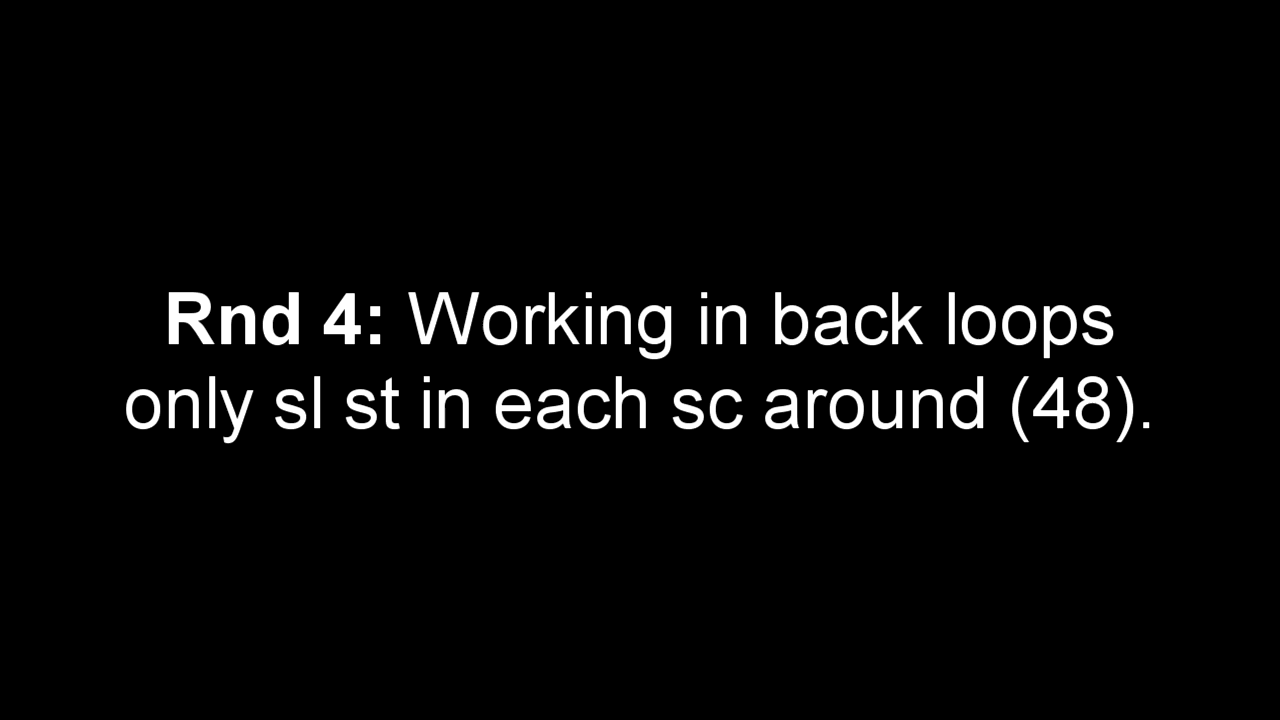 Rnd 4: Working in back loops
only sl st in each sc around (48).